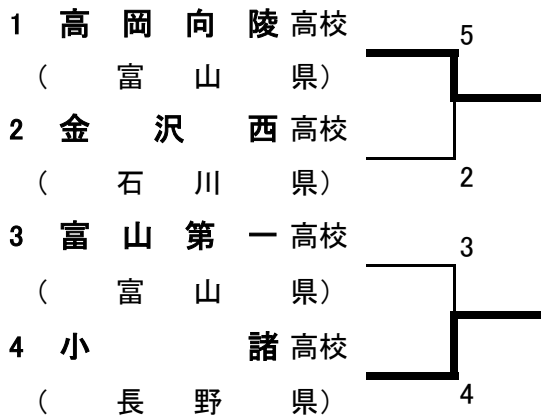 1 高岡向陵高校 5
(富山県)
2 金沢西高校
(石川県) 2
3 富山第一高校 3
(富山県)
4 小諸高校
(長野県) 4